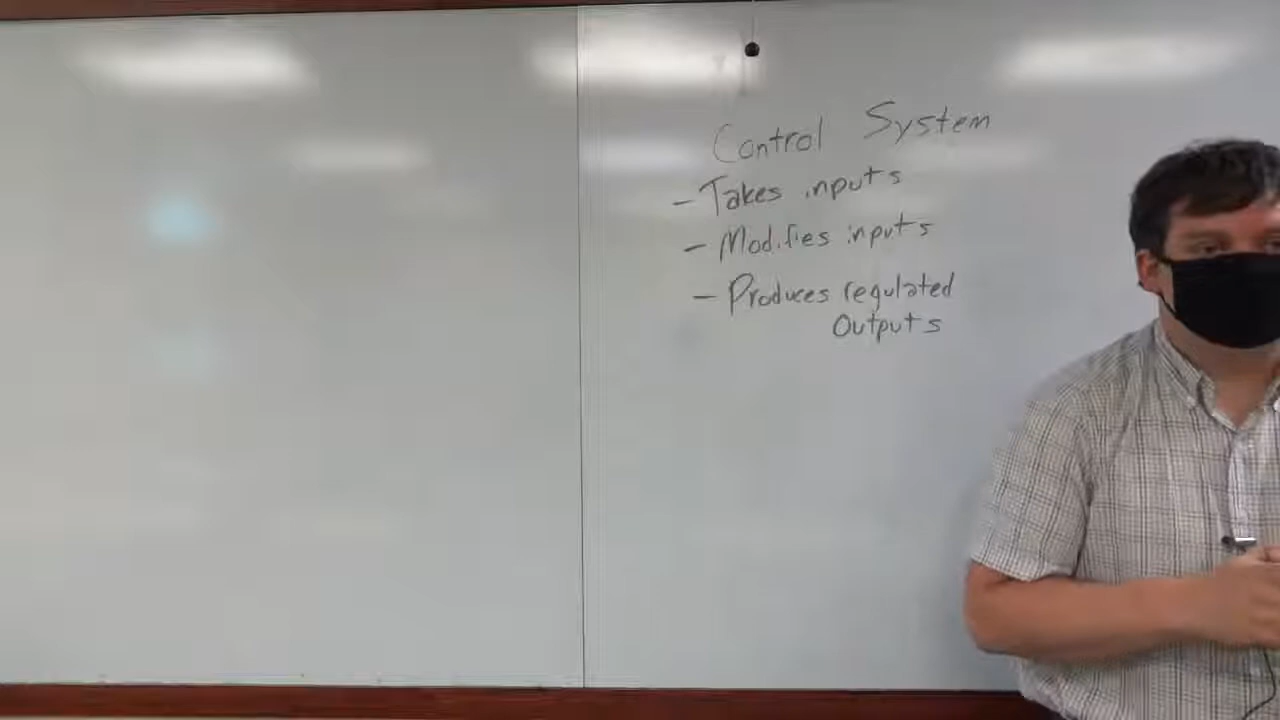 Control System
- Takes inputs
- Modifies inputs
- Produces regulated
Outputs